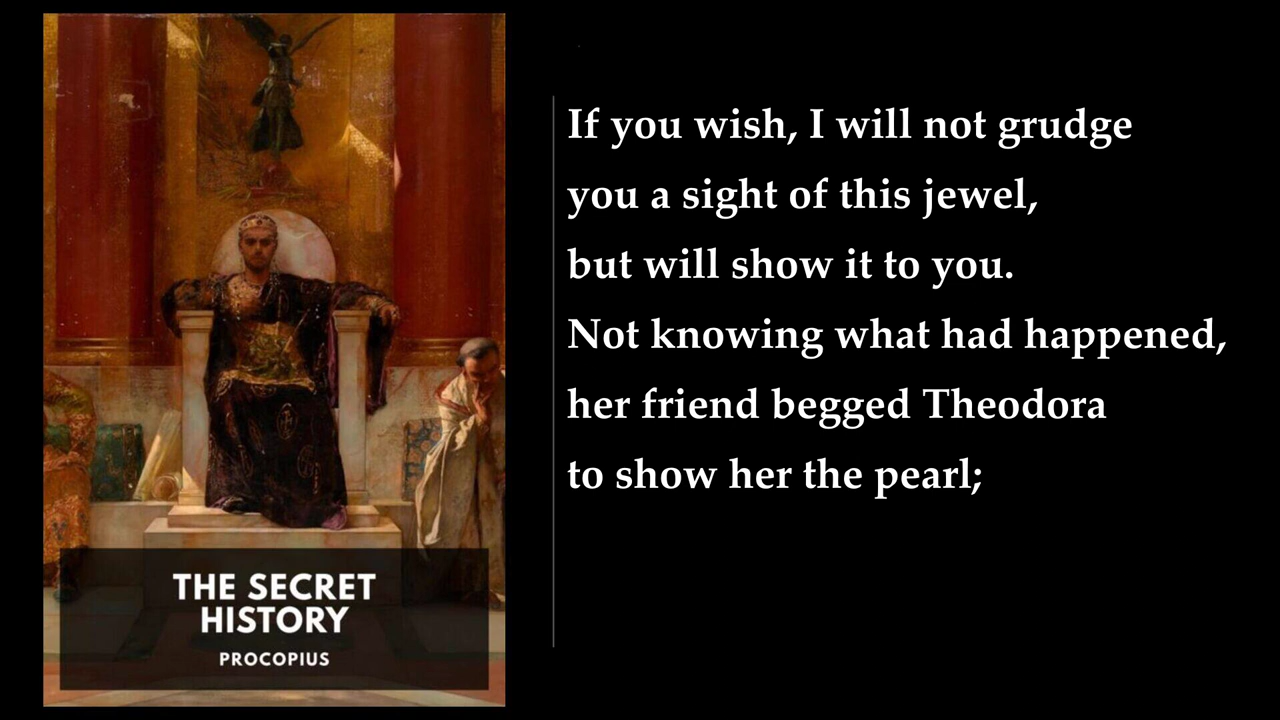 THE SECRET
HISTORY
PROCOPIUS
If you wish, I will not grudge
you a sight of this jewel,
but will show it to you.
Not knowing what had happened,
her friend begged Theodora
to show her the pearl;